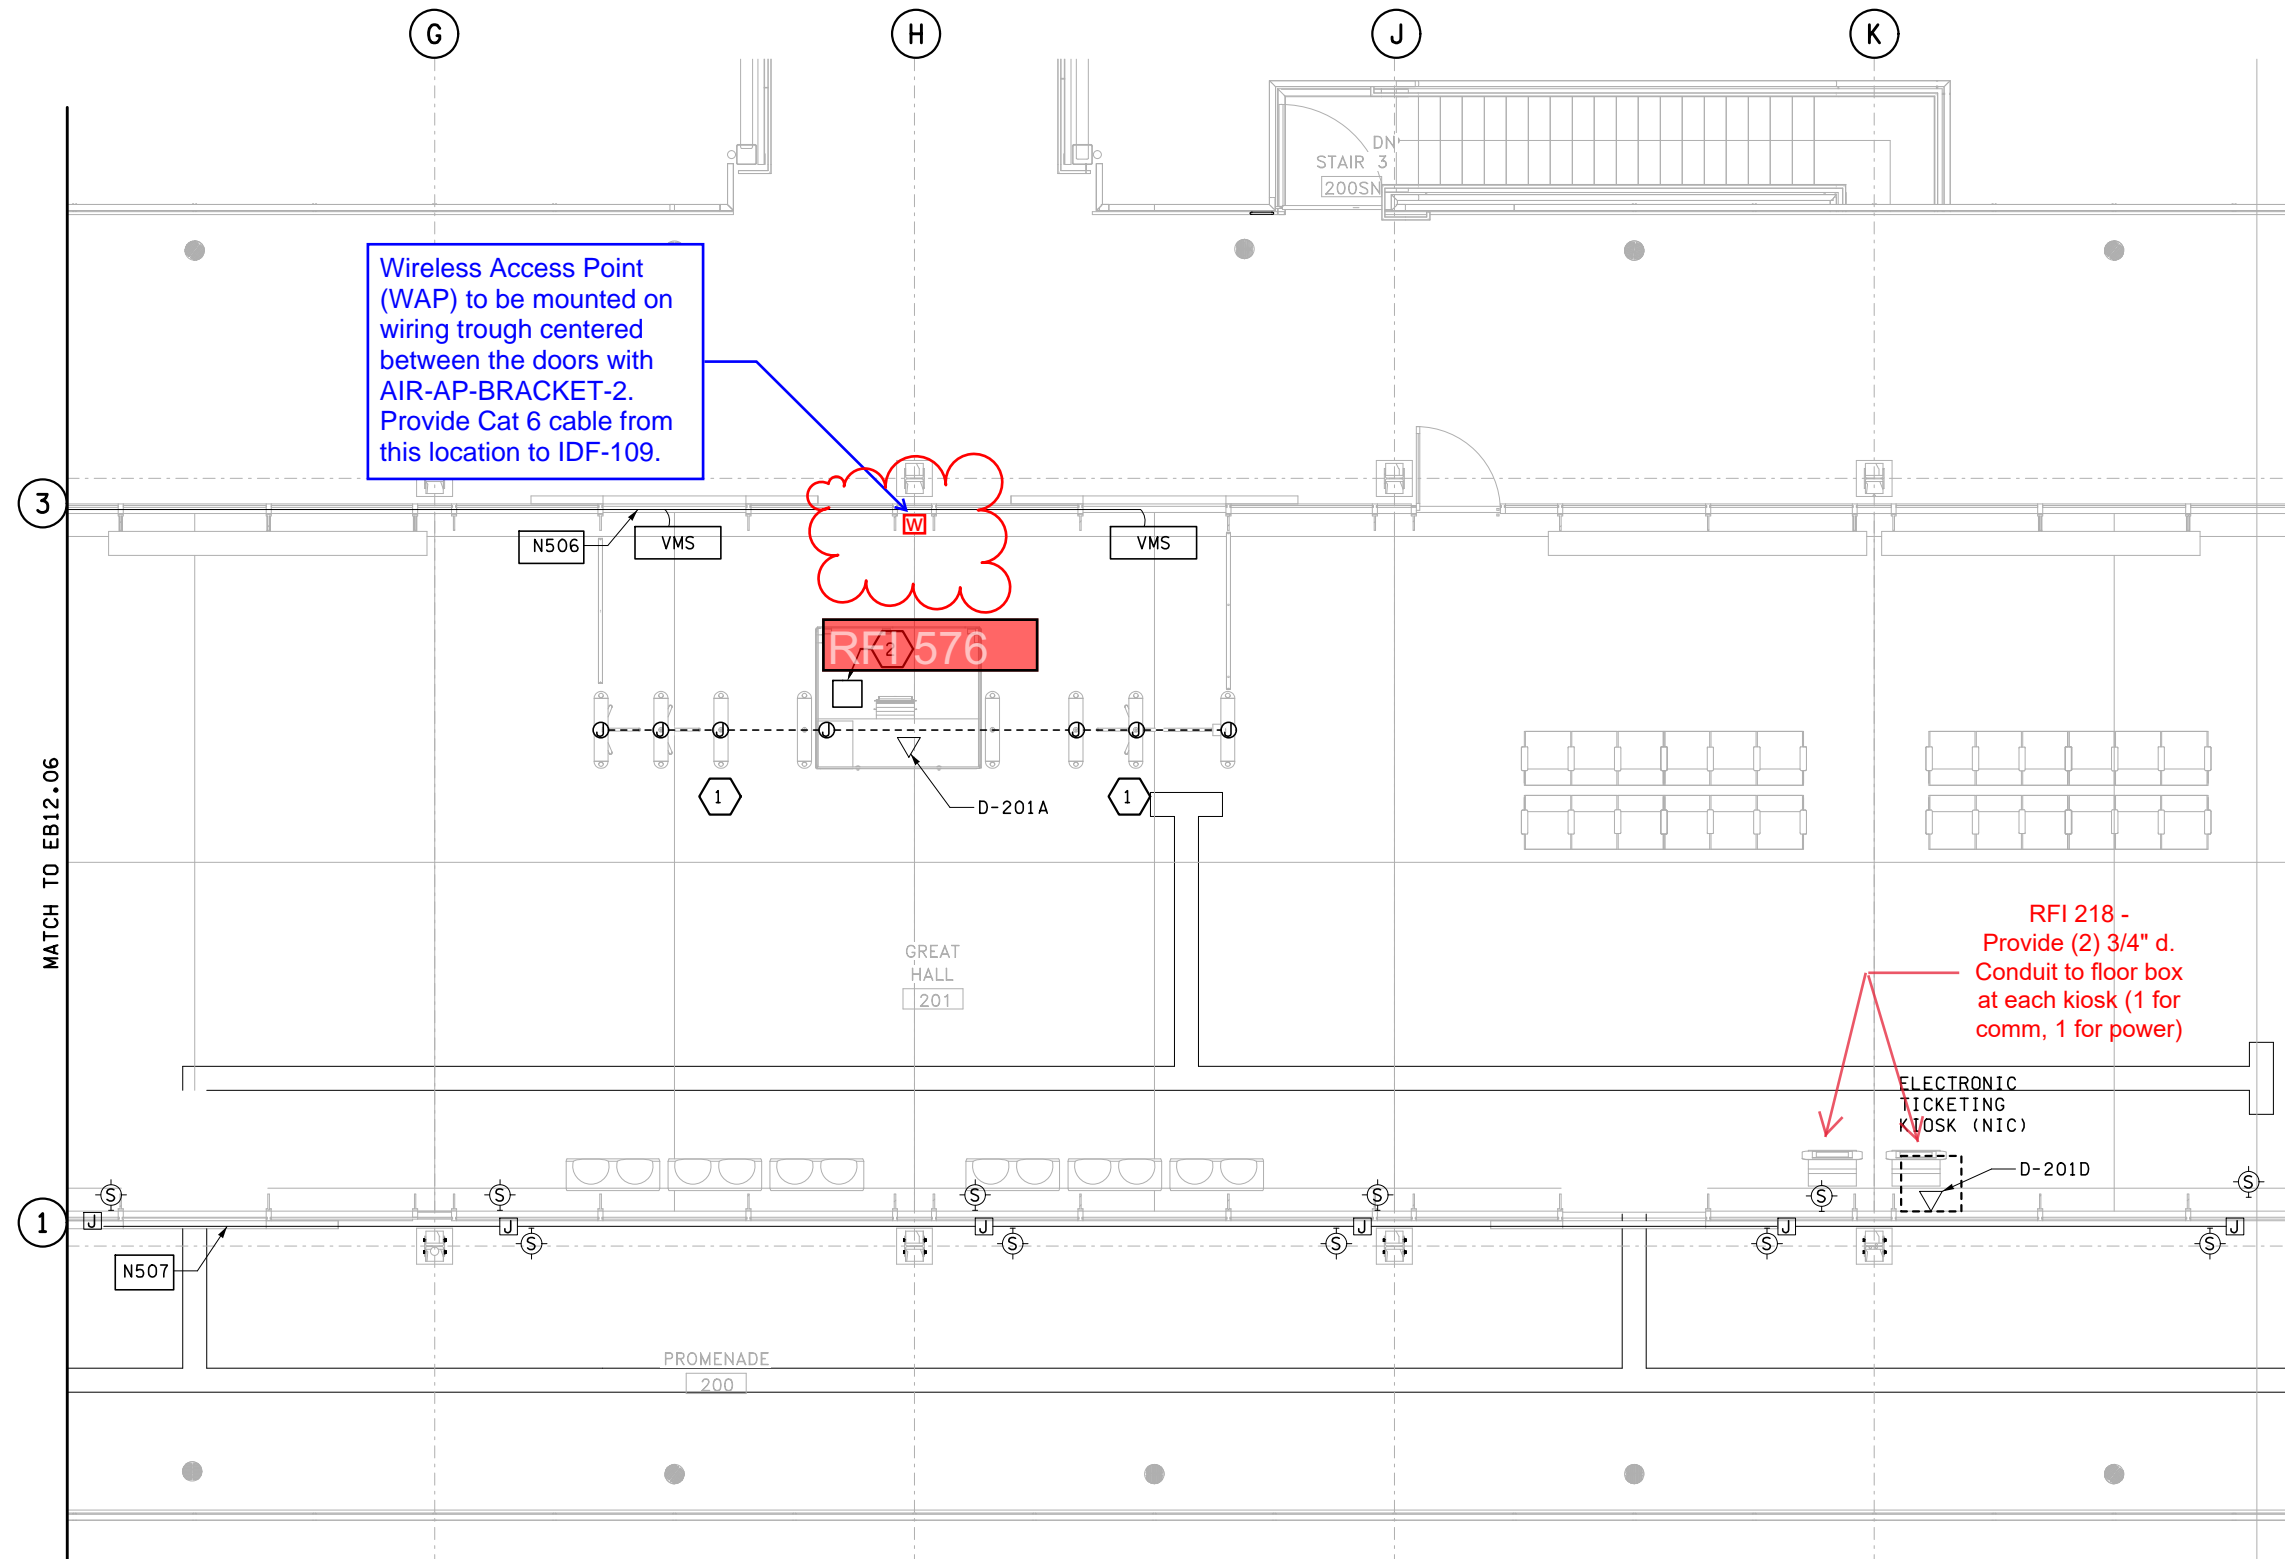 G
H
J
K
DN
STAIR 3
200SN
Wireless Access Point
(WAP) to be mounted on
wiring trough centered
between the doors with
AIR-AP-BRACKET-2.
Provide Cat 6 cable from
this location to IDF-109.
3
N506
VMS
W
VMS
RFI 576
2
J
J
J
J
J
J
J
1
1
D-201A
MATCH TO EB12.06
RFI 218 -
Provide (2) 3/4" d.
Conduit to floor box
at each kiosk (1 for
comm, 1 for power)
GREAT
HALL
201
ELECTRONIC
TICKETING
KIOSK (NIC)
D-201D
S
S
S
S
S
S
1
J
J
J
J
J
J
S
S
S
S
S
N507
PROMENADE
200